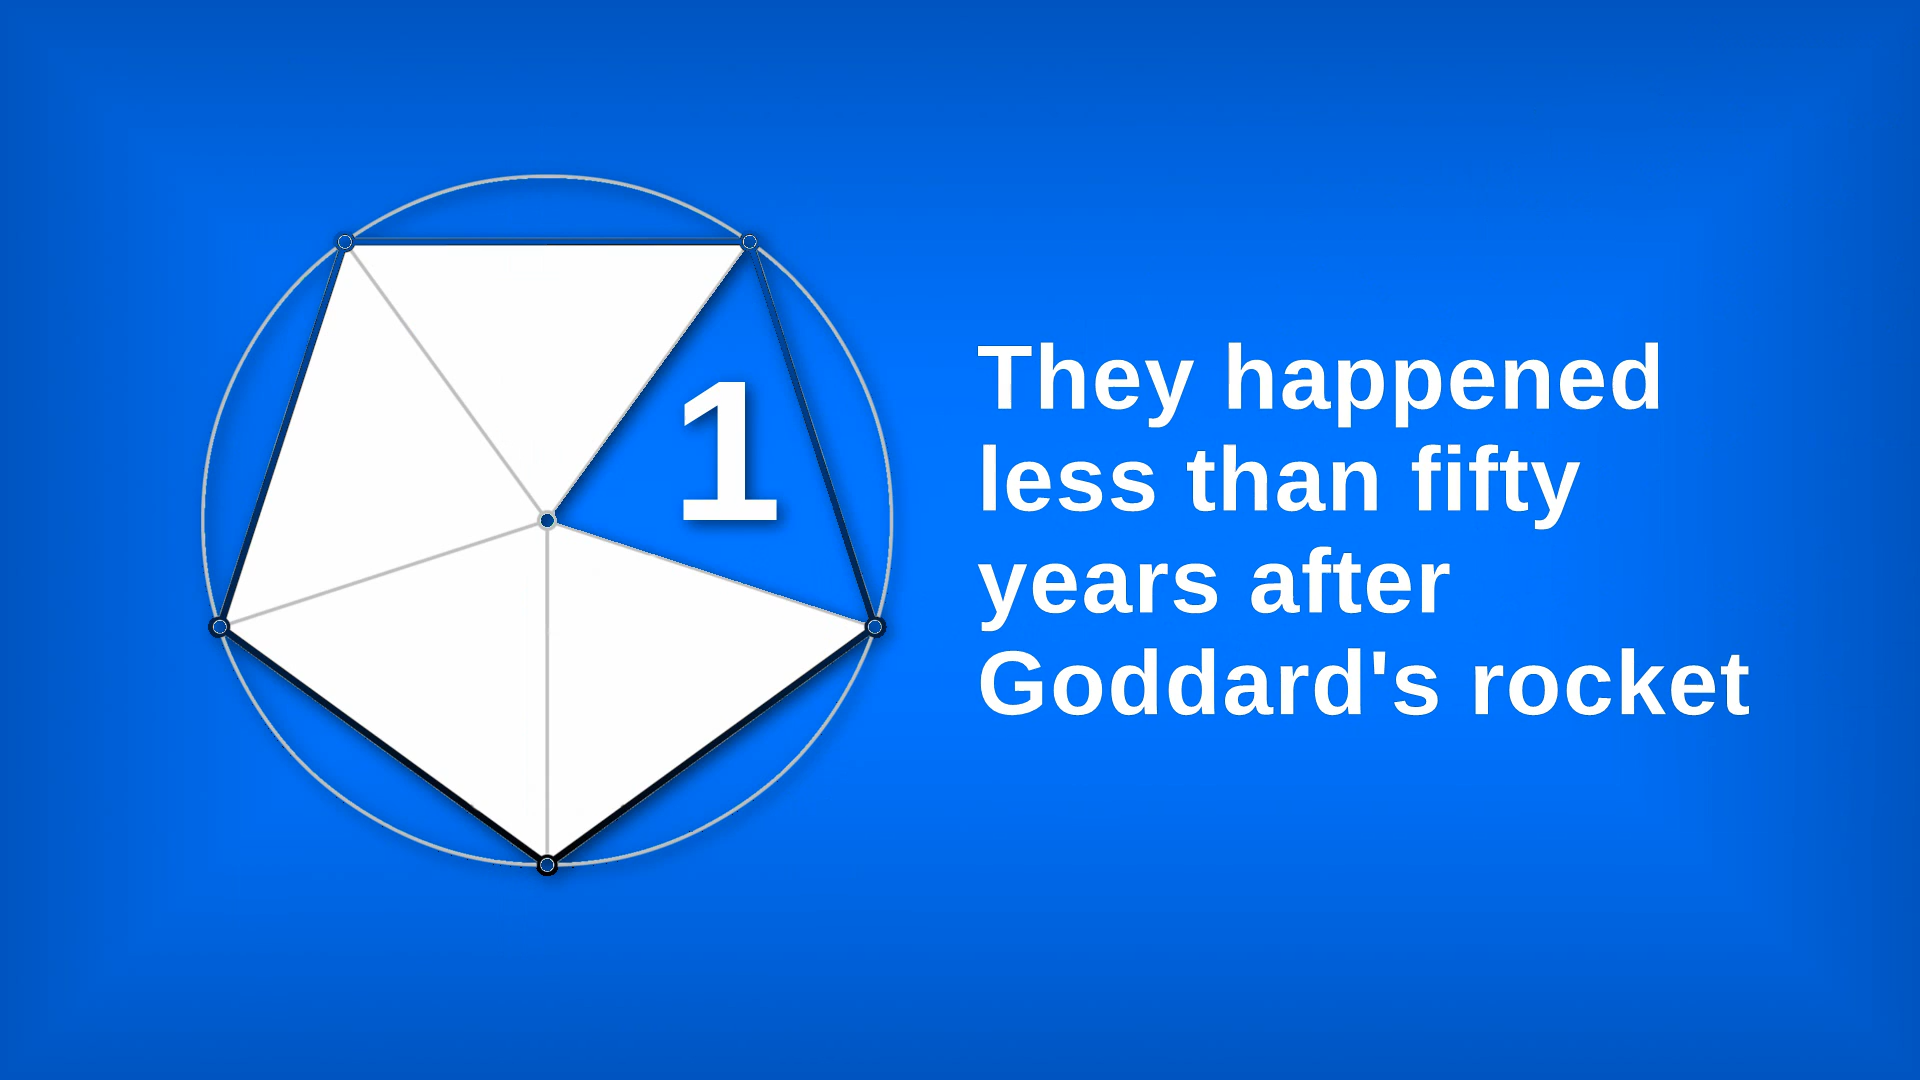 1
They happened
less than fifty
years after
Goddard's rocket